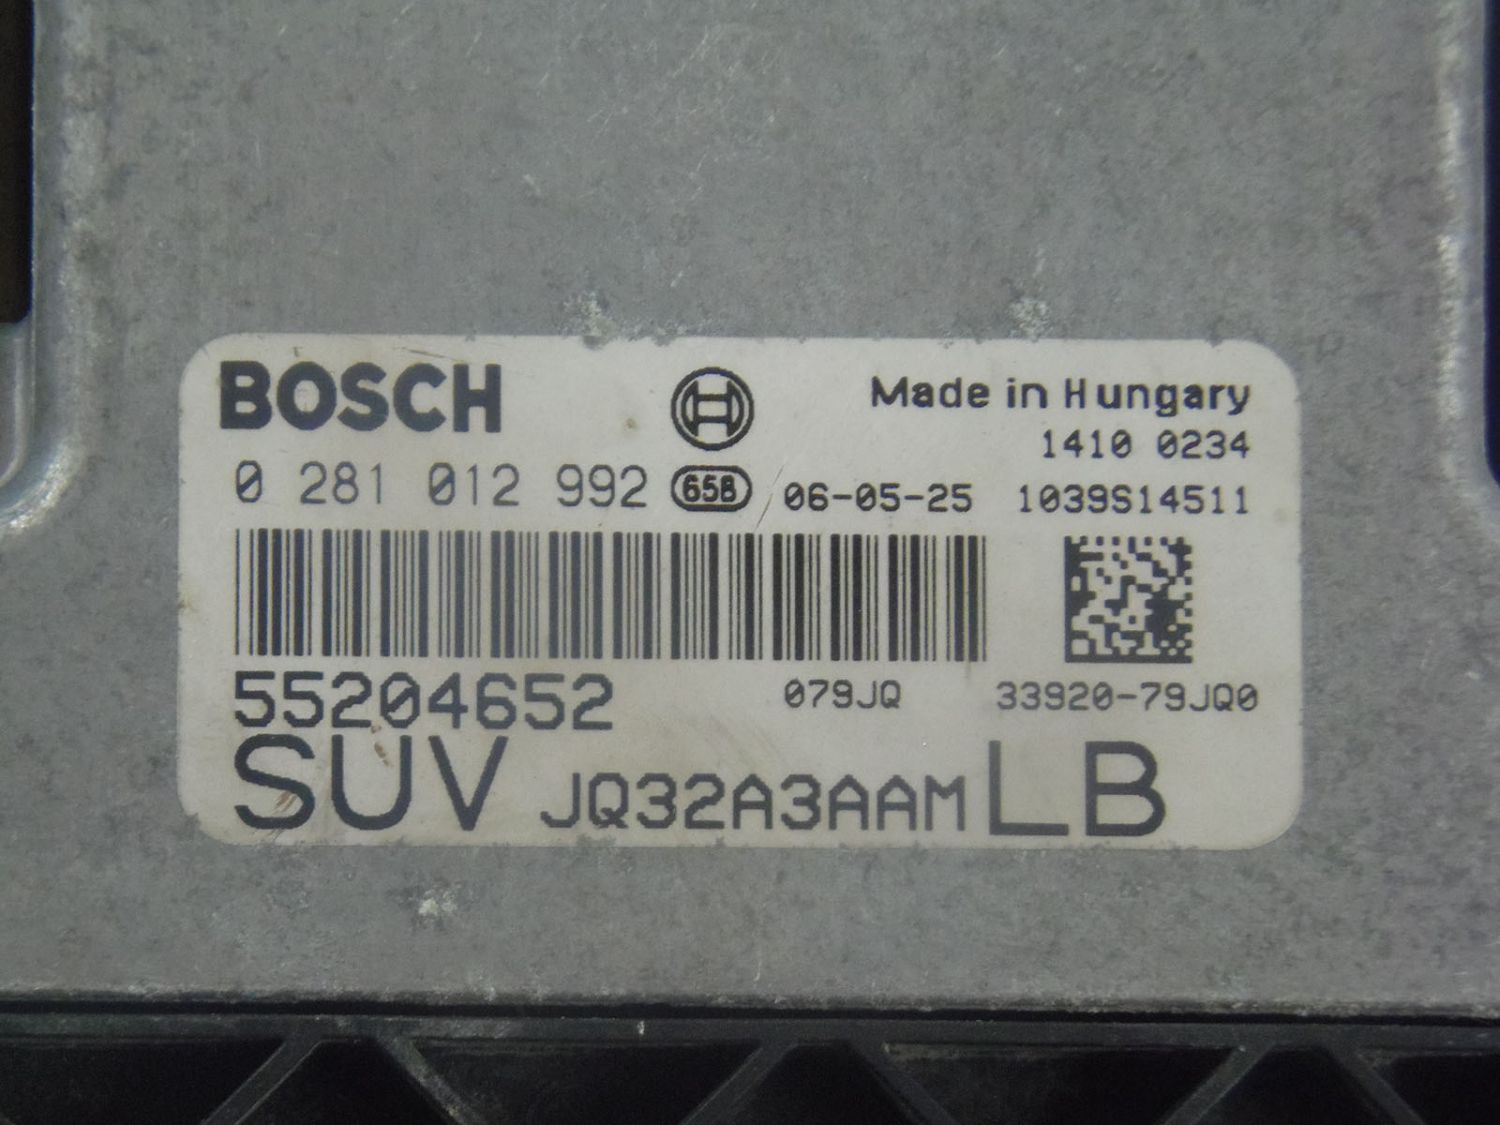 BOSCH
Made in Hungary
1410 0234
0 281 012 992 658 06-05-25 1039S14511
55204652 079JQ 33920-79JQ0
SUV JQ32A3AAM LB